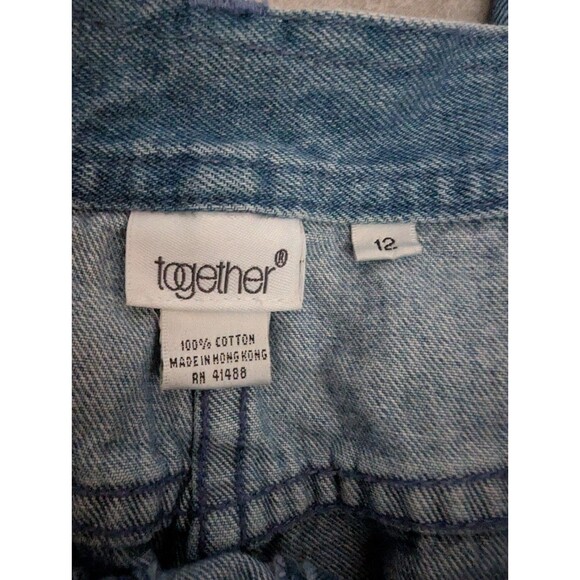 together®
12
100% COTTON
MADE IN HONG KONG
RN 41488